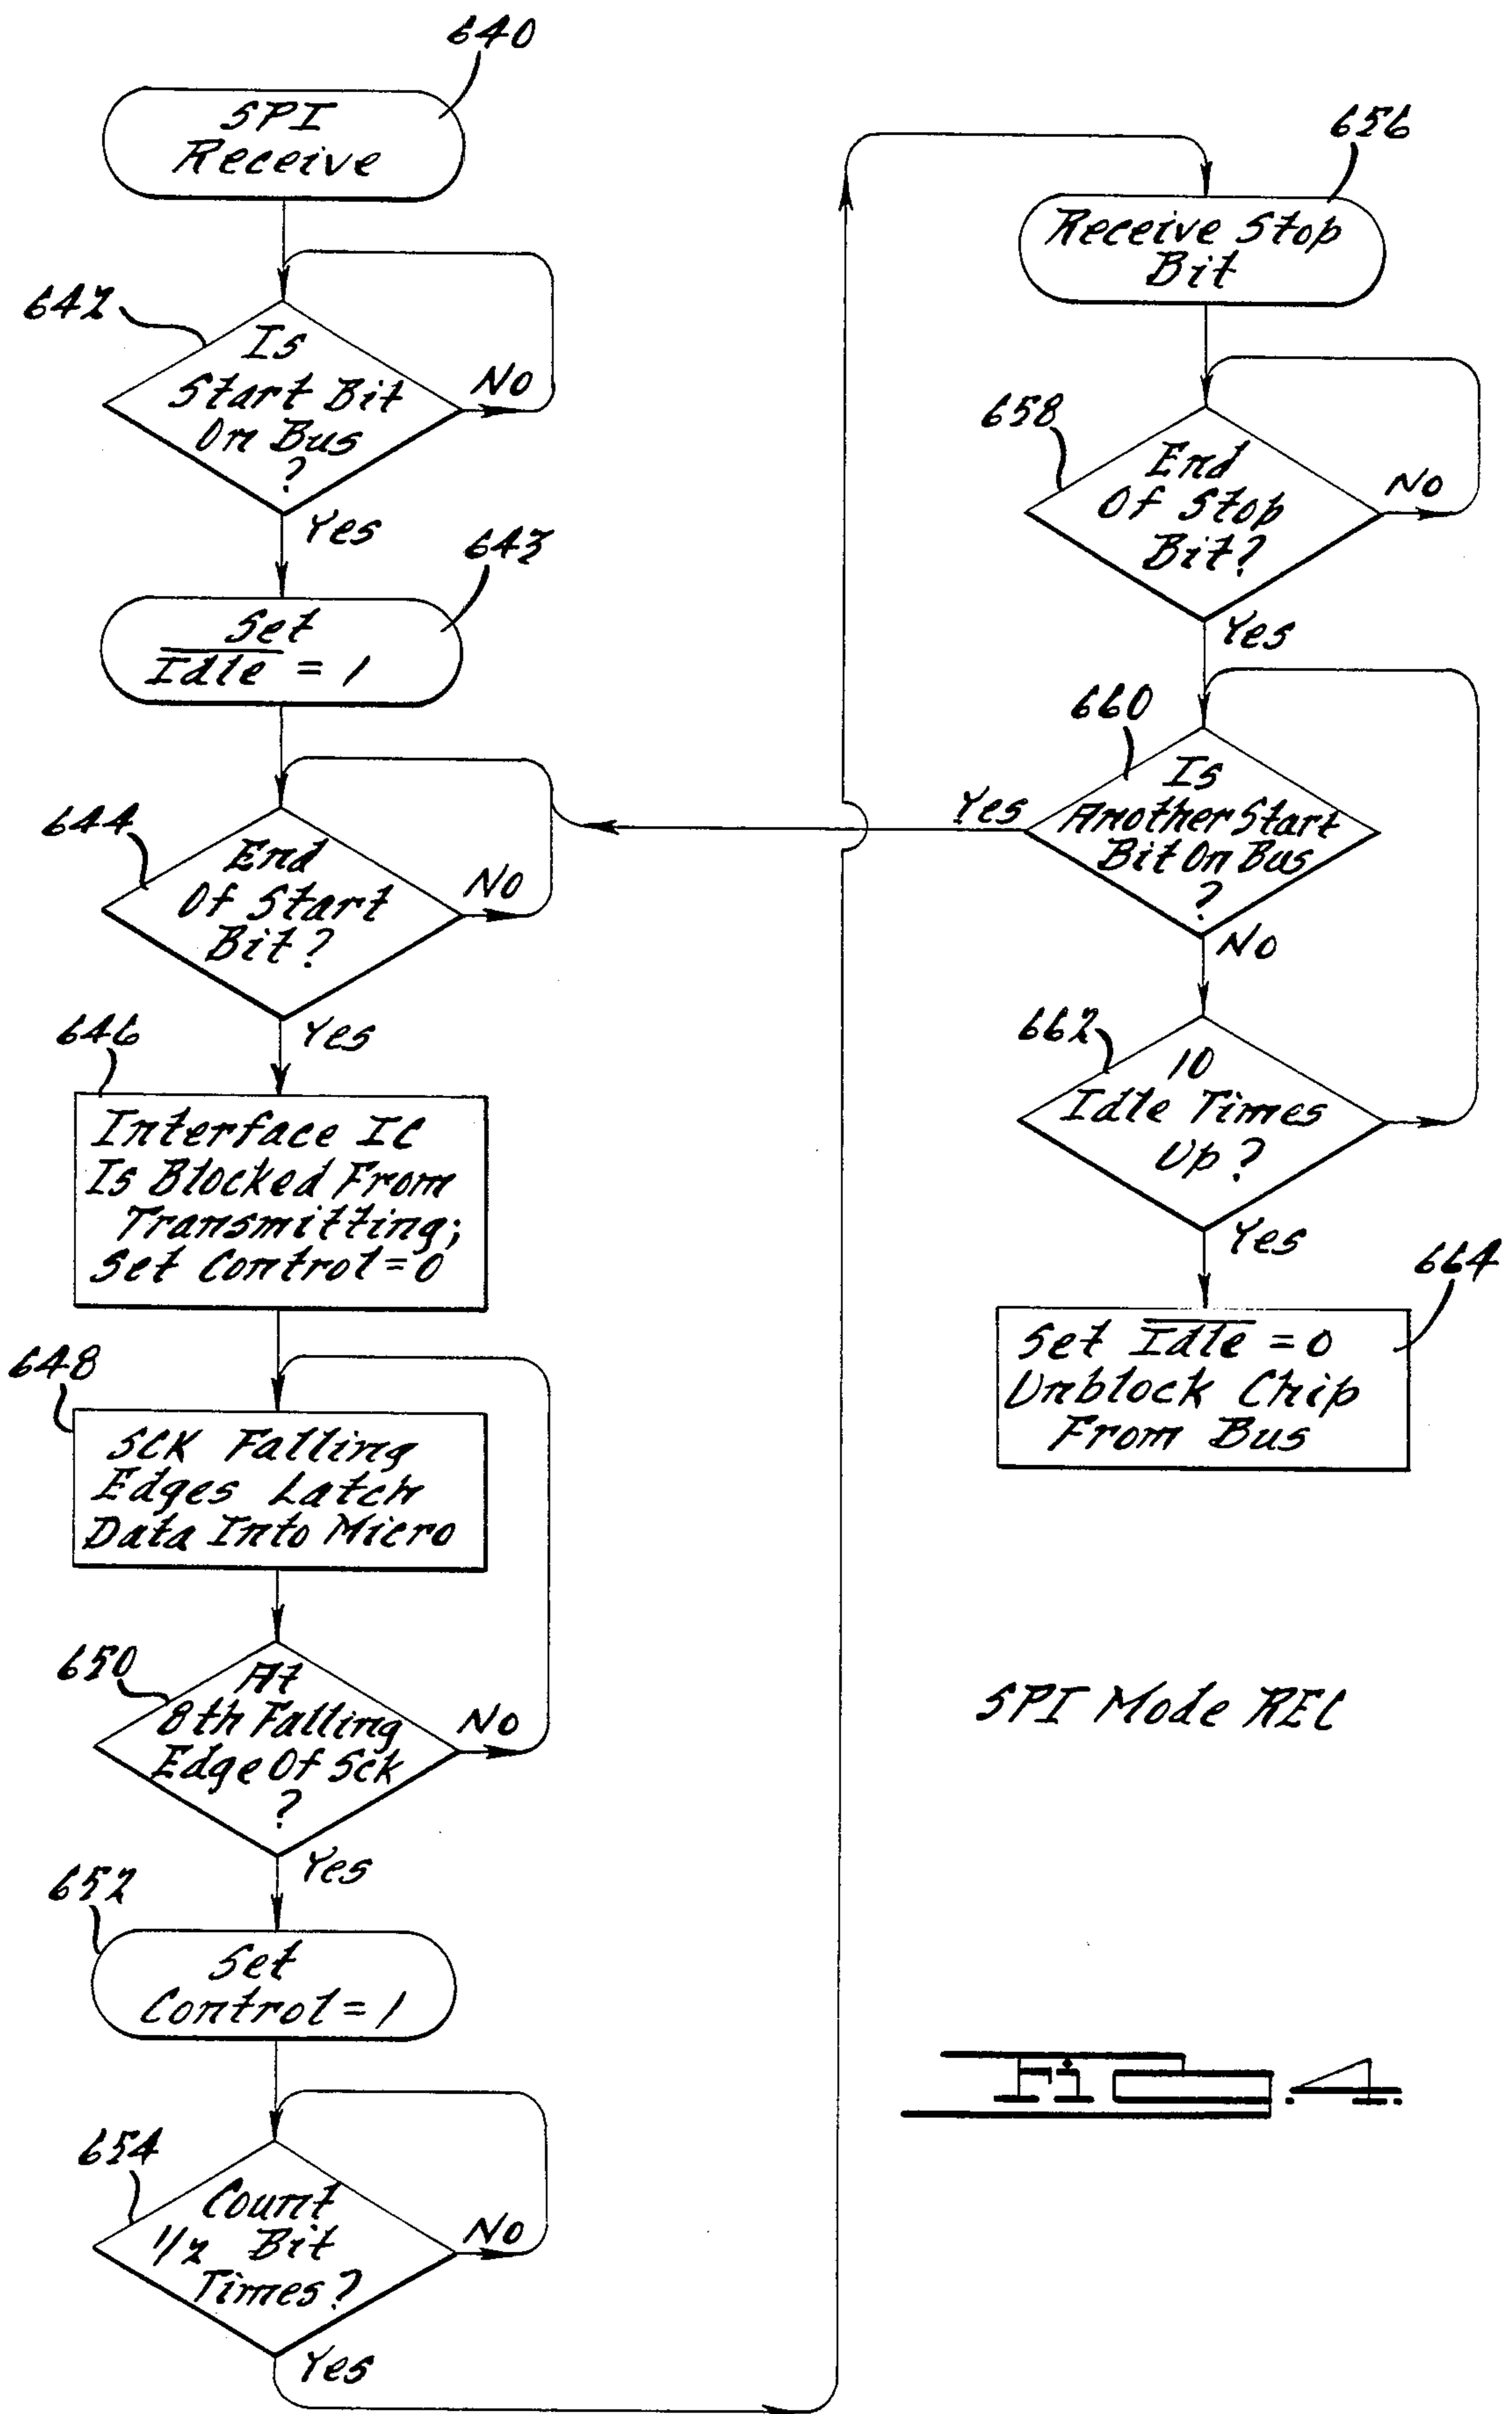 640
SPI
Receive
642
Is
Start Bit
On Bus
?
No
Yes
643
Set
I̅d̅l̅e̅ = 1
644
End
Of Start
Bit?
No
Yes
646
Interface IC
Is Blocked From
Transmitting;
Set Control = 0
648
SCK Falling
Edges Latch
Data Into Micro
650
At
8th Falling
Edge Of Sck
?
No
Yes
652
Set
Control = 1
654
Count
1/2 Bit
Times?
No
Yes
656
Receive Stop
Bit
658
End
Of Stop
Bit?
No
Yes
660
Is
Another Start
Bit On Bus
?
Yes
No
662
10
Idle Times
Up?
Yes
664
Set I̅d̅l̅e̅ = 0
Unblock Chip
From Bus
SPI Mode REC